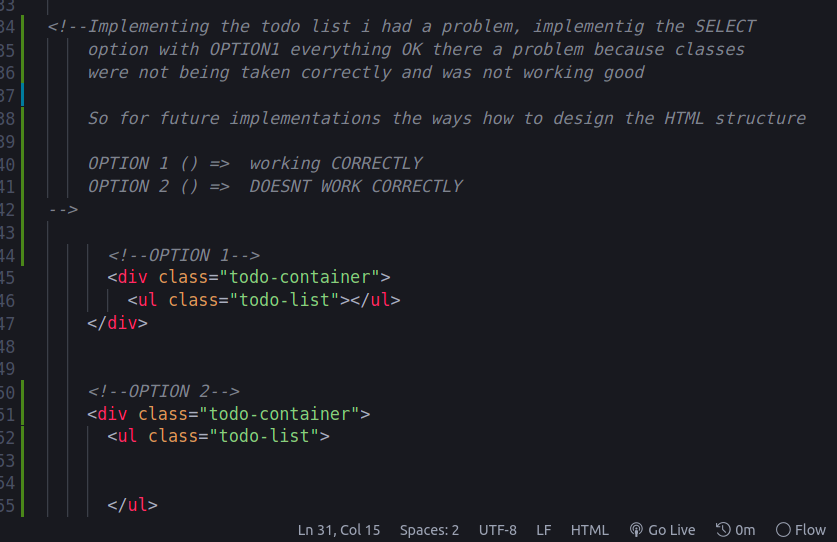 33
34 <!--Implementing the todo list i had a problem, implementig the SELECT
35 option with OPTION1 everything OK there a problem because classes
36 were not being taken correctly and was not working good
37
38 So for future implementations the ways how to design the HTML structure
39
40 OPTION 1 () =>  working CORRECTLY
41 OPTION 2 () =>  DOESNT WORK CORRECTLY
42 -->
43
44 <!--OPTION 1-->
45 <div class="todo-container">
46 <ul class="todo-list"></ul>
47 </div>
48
49
50 <!--OPTION 2-->
51 <div class="todo-container">
52 <ul class="todo-list">
53
54
55 </ul>
Ln 31, Col 15 Spaces: 2 UTF-8 LF HTML Go Live 0m Flow